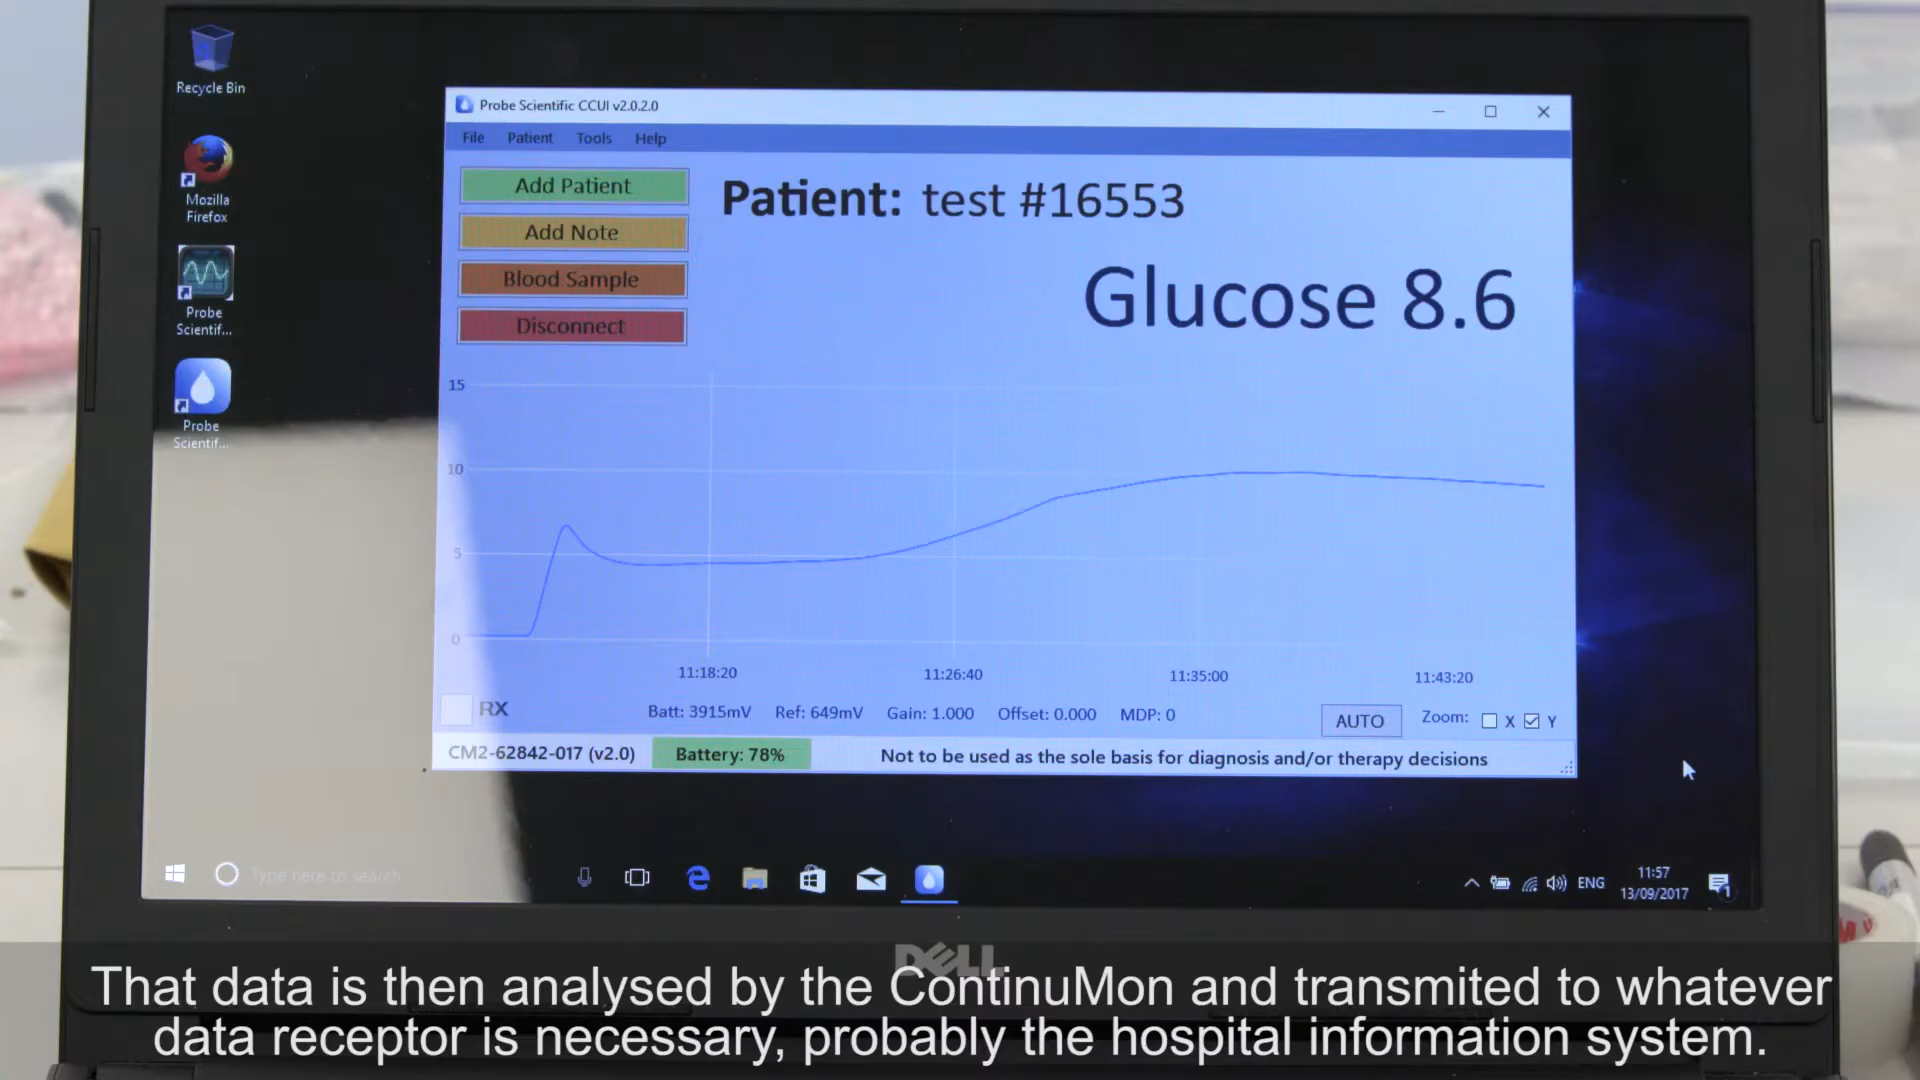 Recycle Bin
Mozilla
Firefox
Probe
Scientif...
Probe
Scientif...
Probe Scientific CCUI v2.0.2.0
File Patient Tools Help
Add Patient
Add Note
Blood Sample
Disconnect
Patient: test #16553
Glucose 8.6
15
10
5
0
11:18:20 11:26:40 11:35:00 11:43:20
RX Batt: 3915mV Ref: 649mV Gain: 1.000 Offset: 0.000 MDP: 0 AUTO Zoom: X Y
CM2-62842-017 (v2.0) Battery: 78% Not to be used as the sole basis for diagnosis and/or therapy decisions
Type here to search
ENG 11:57
13/09/2017
1
DELL
That data is then analysed by the ContinuMon and transmited to whatever
data receptor is necessary, probably the hospital information system.